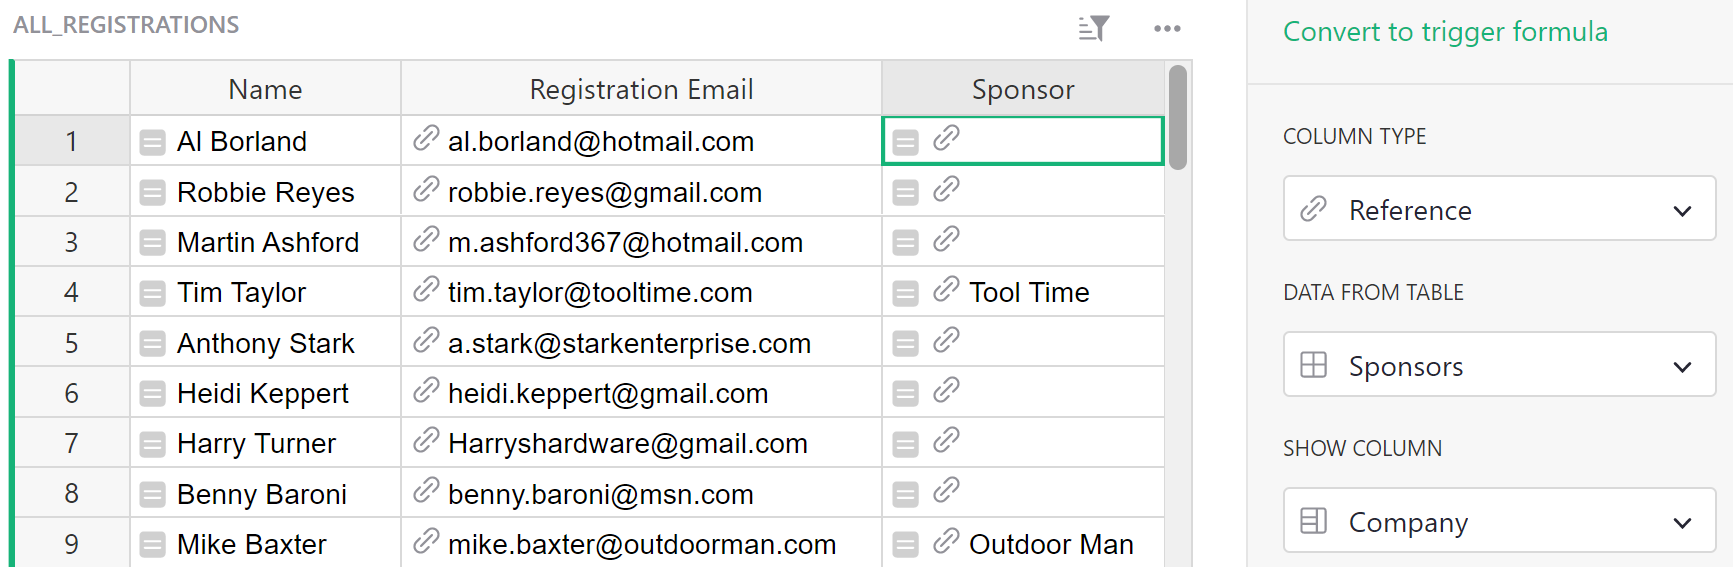 ALL_REGISTRATIONS
Name Registration Email Sponsor
1 Al Borland al.borland@hotmail.com
2 Robbie Reyes robbie.reyes@gmail.com
3 Martin Ashford m.ashford367@hotmail.com
4 Tim Taylor tim.taylor@tooltime.com Tool Time
5 Anthony Stark a.stark@starkenterprise.com
6 Heidi Keppert heidi.keppert@gmail.com
7 Harry Turner Harryshardware@gmail.com
8 Benny Baroni benny.baroni@msn.com
9 Mike Baxter mike.baxter@outdoorman.com Outdoor Man
Convert to trigger formula
COLUMN TYPE
Reference
DATA FROM TABLE
Sponsors
SHOW COLUMN
Company